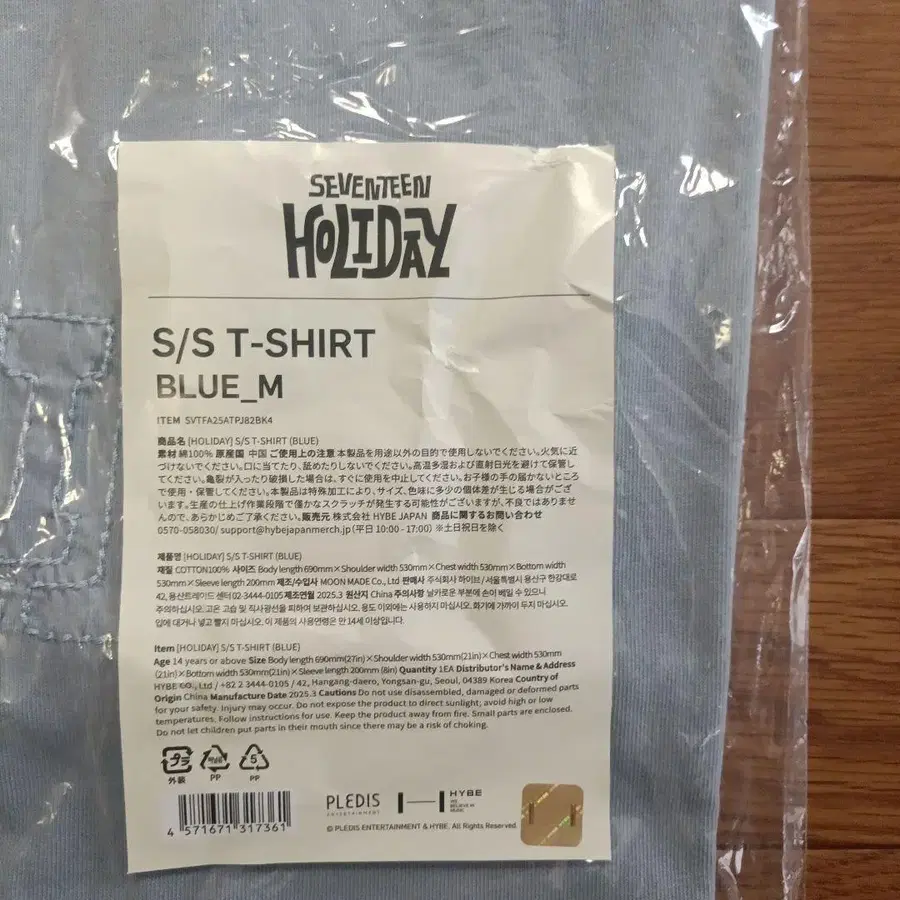 SEVENTEEN
HOLIDAY
S/S T-SHIRT
BLUE_M
ITEM SVTFA25ATPJ82BK4
商品名 [HOLIDAY] S/S T-SHIRT (BLUE)
素材 綿100% 原産国 中国 ご使用上の注意 本製品を用途以外の目的で使用しないでください。火気に近
づけないでください。口に当てたり、舐めたりしないでください。高温多湿および直射日光を避けて保管し
てください。亀裂が入ったり破損した場合は、すぐに使用を中止してください。お子様の手の届かないところ
で使用・保管してください。本製品は特殊加工により、サイズ、色味に多少の個体差が生じる場合がござ
います。生産の仕上げ作業段階で僅かなスクラッチが発生する可能性がございますが、不良ではありませ
んので、あらかじめご了承ください。販売元 株式会社 HYBE JAPAN 商品に関するお問い合わせ
0570-058030/ support@hybejapanmerch.jp (平日 10:00 - 17:00) ※土日祝日を除く
제품명 [HOLIDAY] S/S T-SHIRT (BLUE)
재질 COTTON100% 사이즈 Body length 690mm×Shoulder width 530mm×Chest width 530mm×Bottom width
530mm×Sleeve length 200mm 제조/수입사 MOON MADE Co., Ltd 판매사 주식회사 하이브 / 서울특별시 용산구 한강대로
42, 용산트레이드 센터 02-3444-0105 제조연월 2025.3 원산지 China 주의사항 날카로운 부분에 손이 베일 수 있으니
주의하십시오. 고온 고습 및 직사광선을 피하여 보관하십시오. 용도 이외에는 사용하지 마십시오. 화기에 가까이 두지 마십시오.
입에 대거나 넣고 빨지 마십시오. 이 제품의 사용연령은 만 14세 이상입니다.
Item [HOLIDAY] S/S T-SHIRT (BLUE)
Age 14 years or above Size Body length 690mm(27in)×Shoulder width 530mm(21in)×Chest width 530mm
(21in)×Bottom width 530mm(21in)×Sleeve length 200mm (8in) Quantity 1EA Distributor's Name & Address
HYBE CO., Ltd / +82 2 3444-0105 / 42, Hangang-daero, Yongsan-gu, Seoul, 04389 Korea Country of
Origin China Manufacture Date 2025.3 Cautions Do not use disassembled, damaged or deformed parts
for your safety. Injury may occur. Do not expose the product to direct sunlight; avoid high or low
temperatures. Follow instructions for use. Keep the product away from fire. Small parts are enclosed.
Do not let children put parts in their mouth since there may be a risk of choking.
プラ 비닐류 5
外装 PP PP
4 571671 317361
PLEDIS
ENTERTAINMENT
HYBE
WE
BELIEVE IN
MUSIC
© PLEDIS ENTERTAINMENT & HYBE. All Rights Reserved.